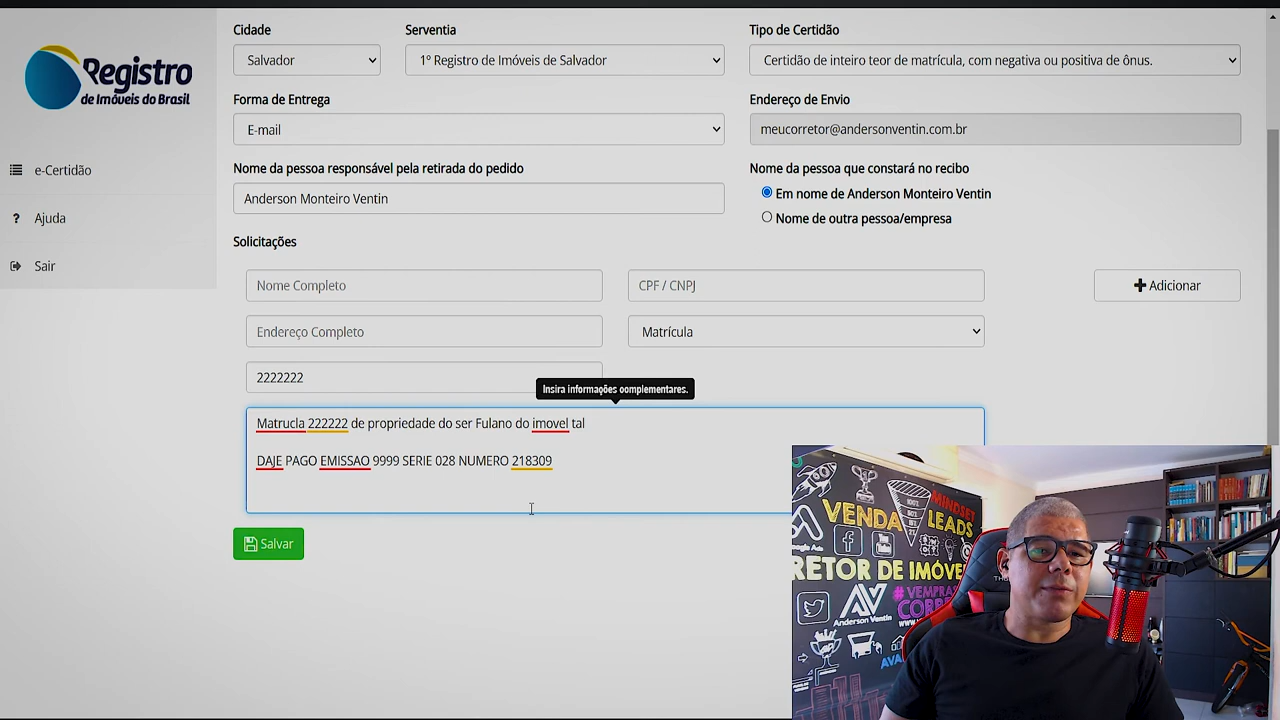 Cidade
Serventia
Tipo de Certidão
Salvador
1º Registro de Imóveis de Salvador
Certidão de inteiro teor de matrícula, com negativa ou positiva de ônus.
Registro
de Imóveis do Brasil
Forma de Entrega
Endereço de Envio
E-mail
meucorretor@andersonventin.com.br
e-Certidão
Nome da pessoa responsável pela retirada do pedido
Nome da pessoa que constará no recibo
Anderson Monteiro Ventin
Em nome de Anderson Monteiro Ventin
Nome de outra pessoa/empresa
? Ajuda
Solicitações
Sair
Nome Completo
CPF / CNPJ
Adicionar
Endereço Completo
Matrícula
2222222
Insira informações complementares.
Matrucla 222222 de propriedade do ser Fulano do imovel tal
DAJE PAGO EMISSAO 9999 SERIE 028 NUMERO 218309
Salvar
MINDSET
VENDA
LEADS
RETOR DE IMÓVE
#VEMPRAS
AV
Anderson Ventin